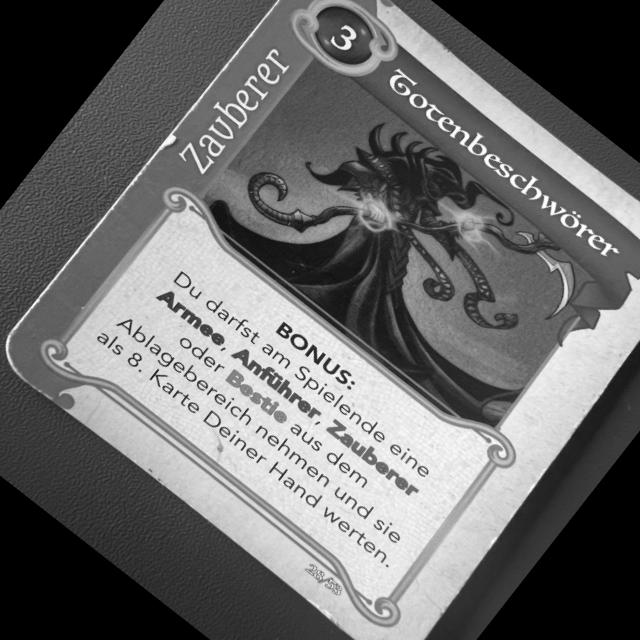 3
Totenbeschwörer
Zauberer
BONUS:
Du darfst am Spielende eine
Armee, Anführer, Zauberer
oder Bestie aus dem
Ablagebereich nehmen und sie
als 8. Karte Deiner Hand werten.